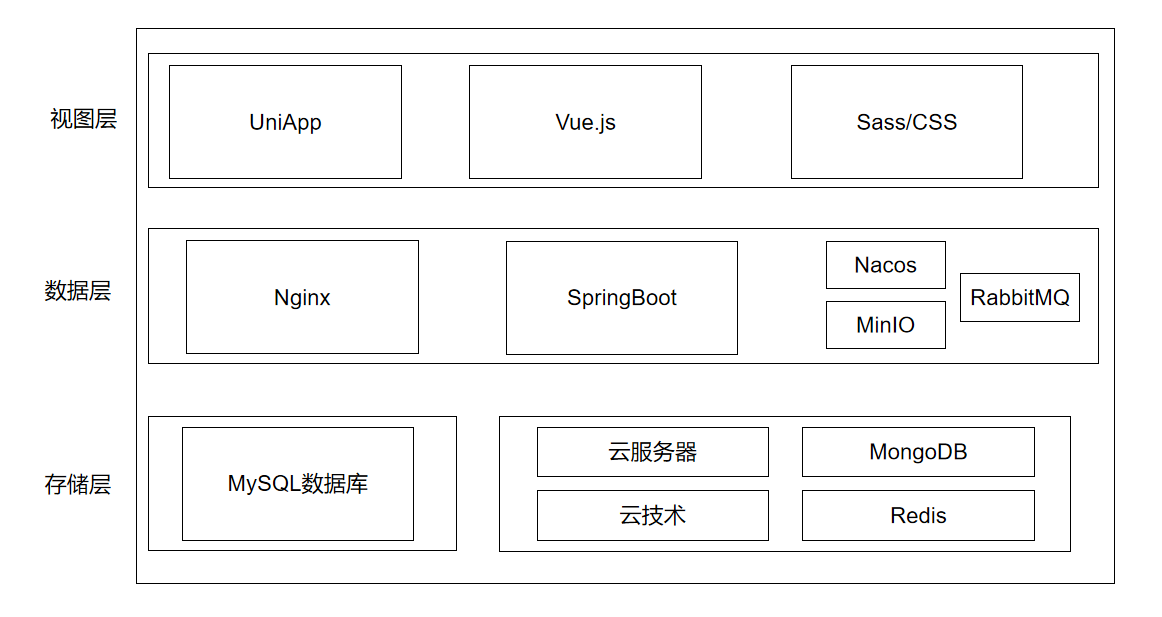 视图层
UniApp
Vue.js
Sass/CSS
数据层
Nginx
SpringBoot
Nacos
MinIO
RabbitMQ
存储层
MySQL数据库
云服务器
MongoDB
云技术
Redis